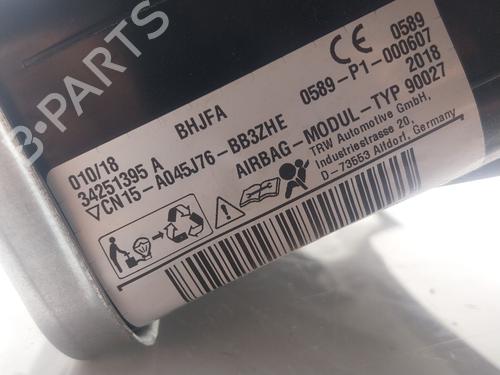 B-PARTS
010/18
BHJFA
0589
34251395 A
0589-P1-000607
CN15-A045J76-BB3ZHE
2018
AIRBAG-MODUL-TYP 90027
TRW Automotive GmbH,
Industriestrasse 20,
D-73553 Alfdorf, Germany